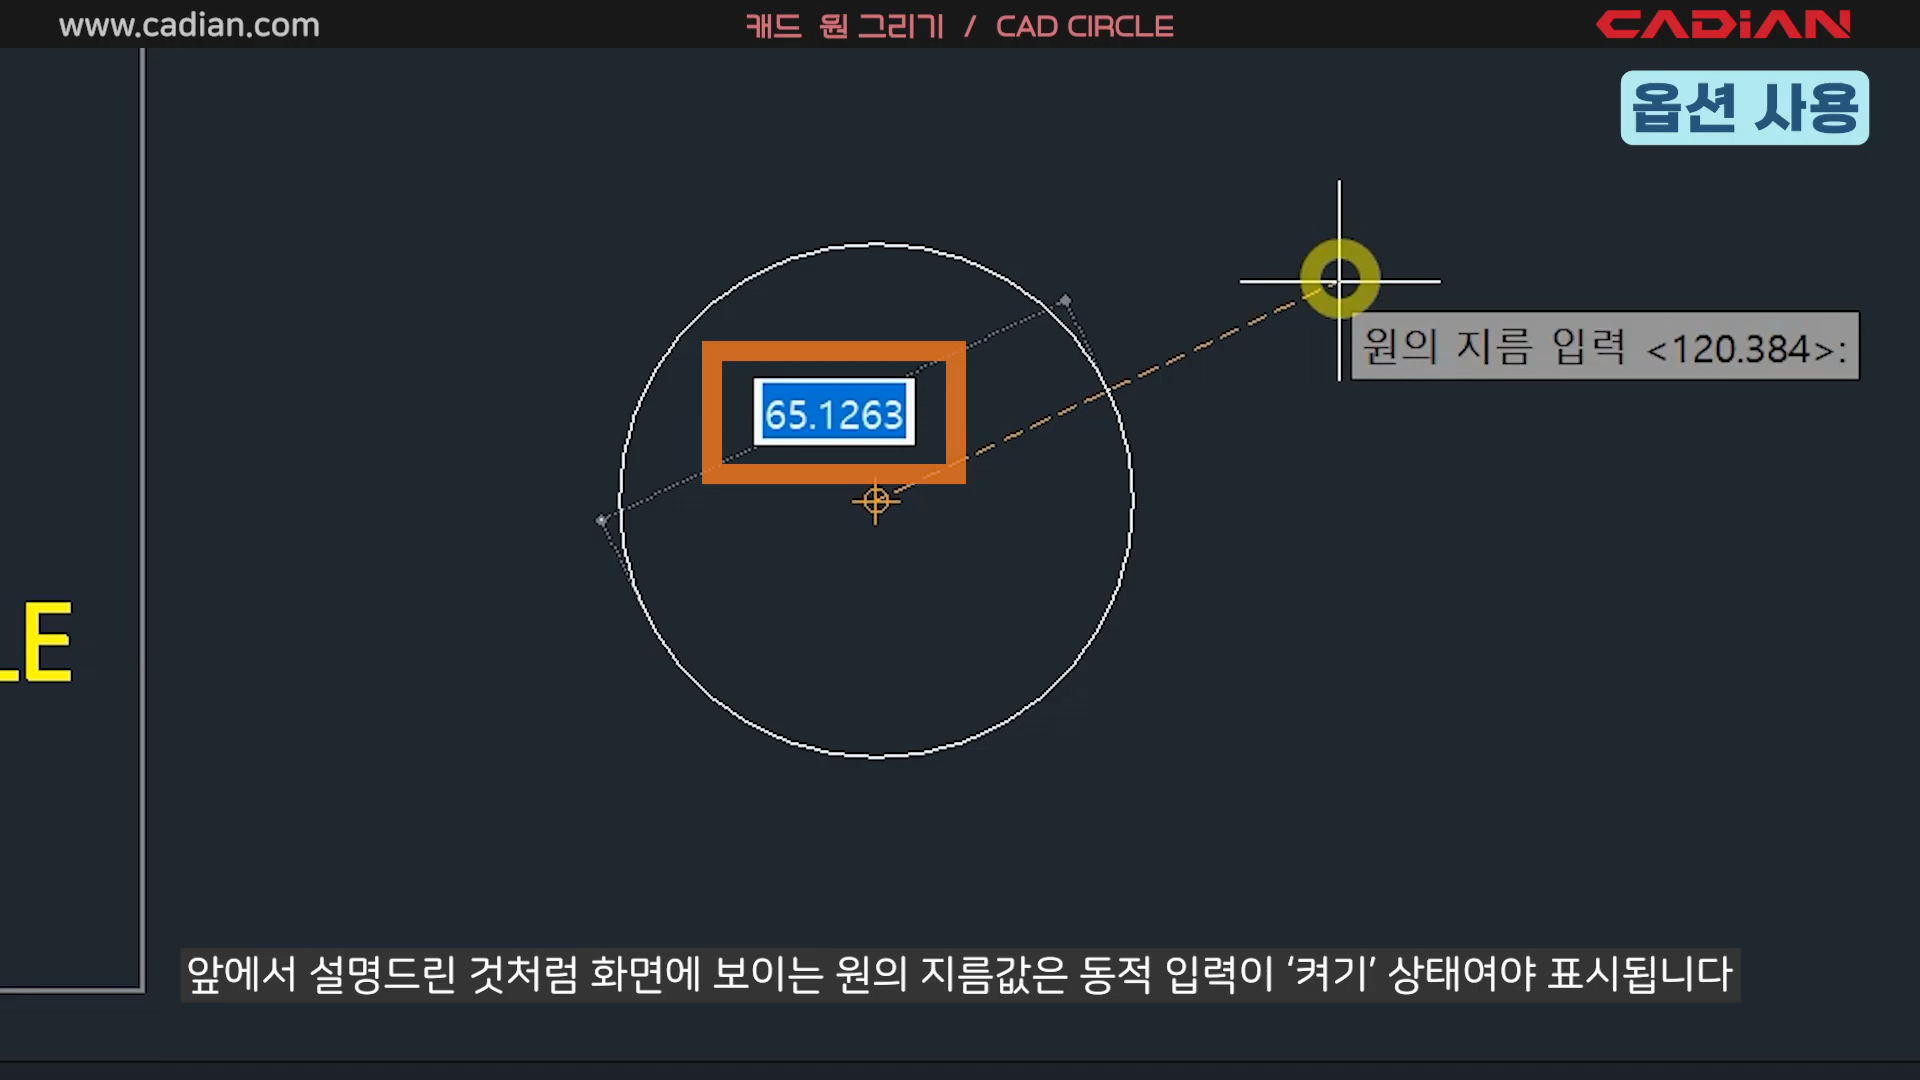 www.cadian.com
캐드 원 그리기 / CAD CIRCLE
CADiAN
옵션 사용
원의 지름 입력 <120.384>:
65.1263
LE
앞에서 설명드린 것처럼 화면에 보이는 원의 지름값은 동적 입력이 ‘켜기’ 상태여야 표시됩니다